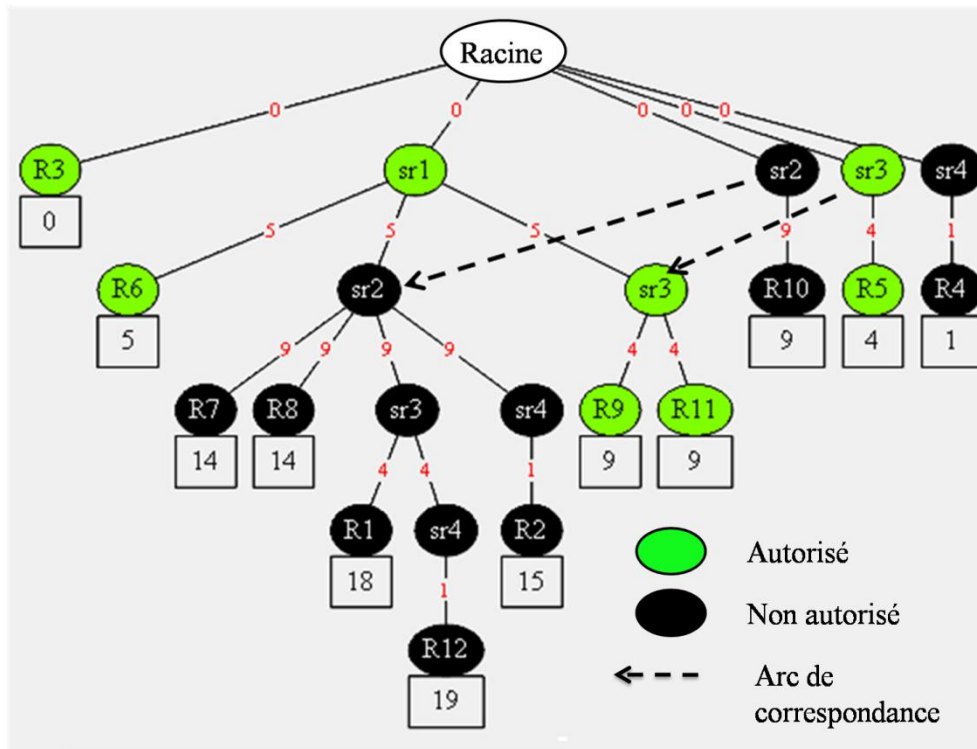 Racine
0 0 0 0 0
R3 sr1 sr2 sr3 sr4
0
5 5 5 9 4 1
R6 sr2 sr3 R10 R5 R4
5 9 4 1
9 9 9 9 4 4
R7 R8 sr3 sr4 R9 R11
14 14 9 9
4 4 1
R1 sr4 R2
18 15
1
R12
19
Autorisé
Non autorisé
Arc de
correspondance